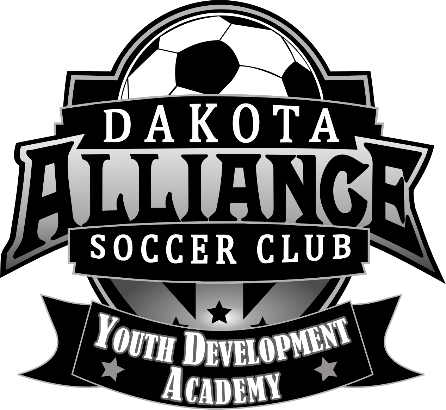 DAKOTA
ALLIANCE
SOCCER CLUB
YOUTH DEVELOPMENT
ACADEMY